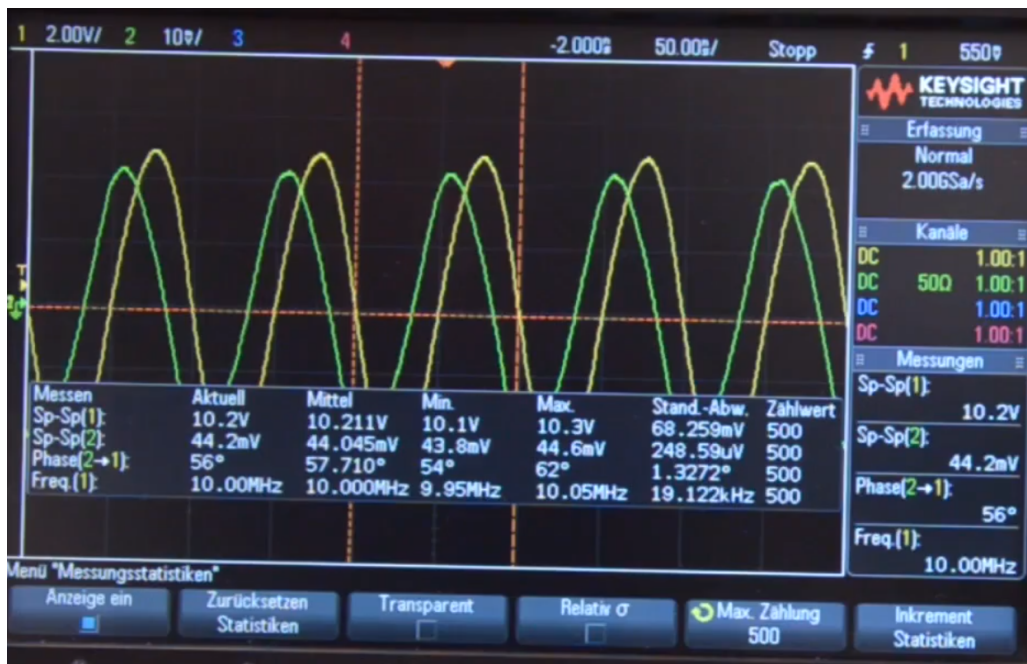 1 2.00V/ 2 10⍢/ 3 4 -2.000⍢ 50.00⍢/ Stopp 1 550⍢
KEYSIGHT
TECHNOLOGIES
Erfassung
Normal
2.00GSa/s
Kanäle
DC 1.00:1
DC 50Ω 1.00:1
DC 1.00:1
DC 1.00:1
Messungen
Sp-Sp(1):
10.2V
Sp-Sp(2):
44.2mV
Phase(2→1):
56°
Freq.(1):
10.00MHz
T
Messen Aktuell Mittel Min. Max. Stand.-Abw. Zählwert
Sp-Sp(1): 10.2V 10.211V 10.1V 10.3V 68.259mV 500
Sp-Sp(2): 44.2mV 44.045mV 43.8mV 44.6mV 248.59uV 500
Phase(2→1): 56° 57.710° 54° 62° 1.3272° 500
Freq.(1): 10.00MHz 10.000MHz 9.95MHz 10.05MHz 19.122kHz 500
Menü "Messungsstatistiken"
Anzeige ein
Zurücksetzen
Statistiken
Transparent
Relativ σ
Max. Zählung
500
Inkrement
Statistiken